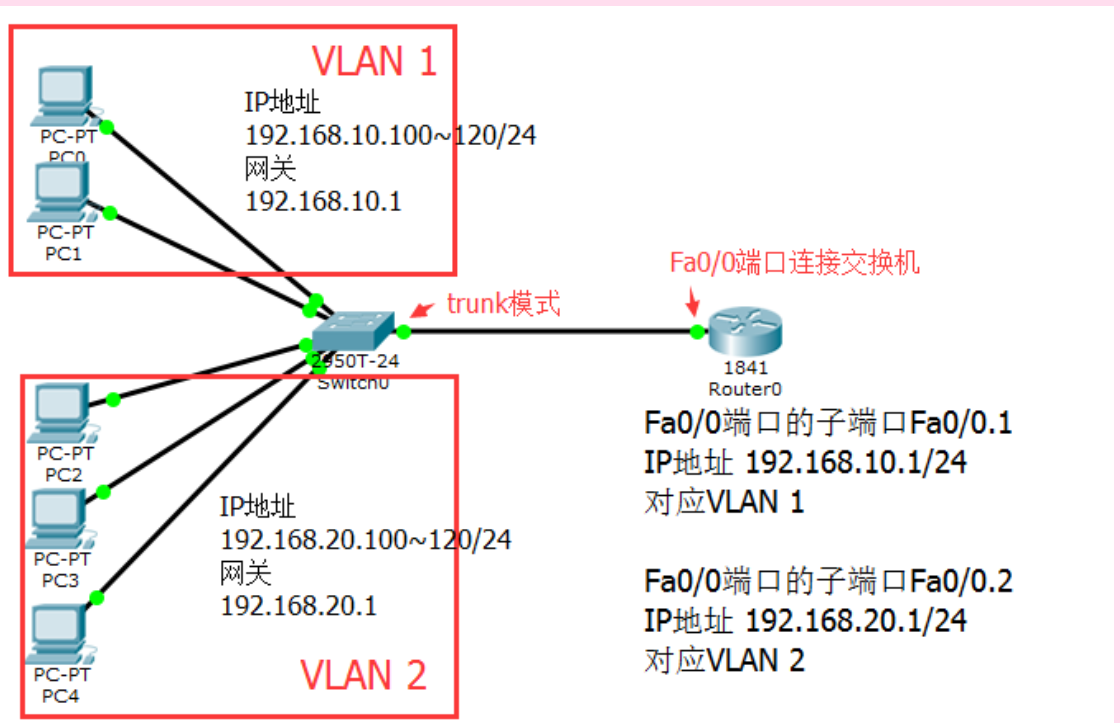 VLAN 1
IP地址
192.168.10.100~120/24
网关
192.168.10.1
PC-PT
PC0
PC-PT
PC1
Fa0/0端口连接交换机
trunk模式
2950T-24
Switch0
1841
Router0
Fa0/0端口的子端口Fa0/0.1
IP地址 192.168.10.1/24
对应VLAN 1
Fa0/0端口的子端口Fa0/0.2
IP地址 192.168.20.1/24
对应VLAN 2
PC-PT
PC2
PC-PT
PC3
PC-PT
PC4
IP地址
192.168.20.100~120/24
网关
192.168.20.1
VLAN 2